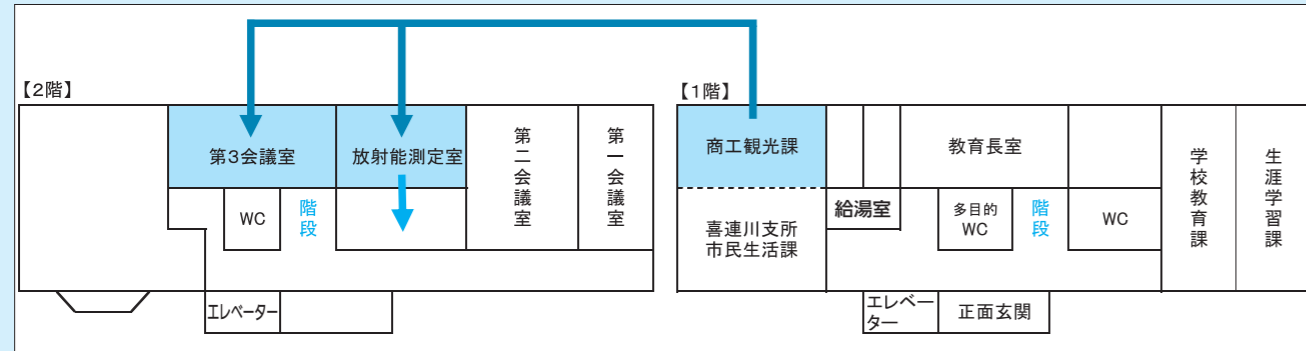 【2階】
第3会議室
放射能測定室
第二会議室
第一会議室
WC
階段
エレベーター
【1階】
商工観光課
教育長室
学校教育課
生涯学習課
喜連川支所
市民生活課
給湯室
多目的
WC
階段
WC
エレベー
ター
正面玄関